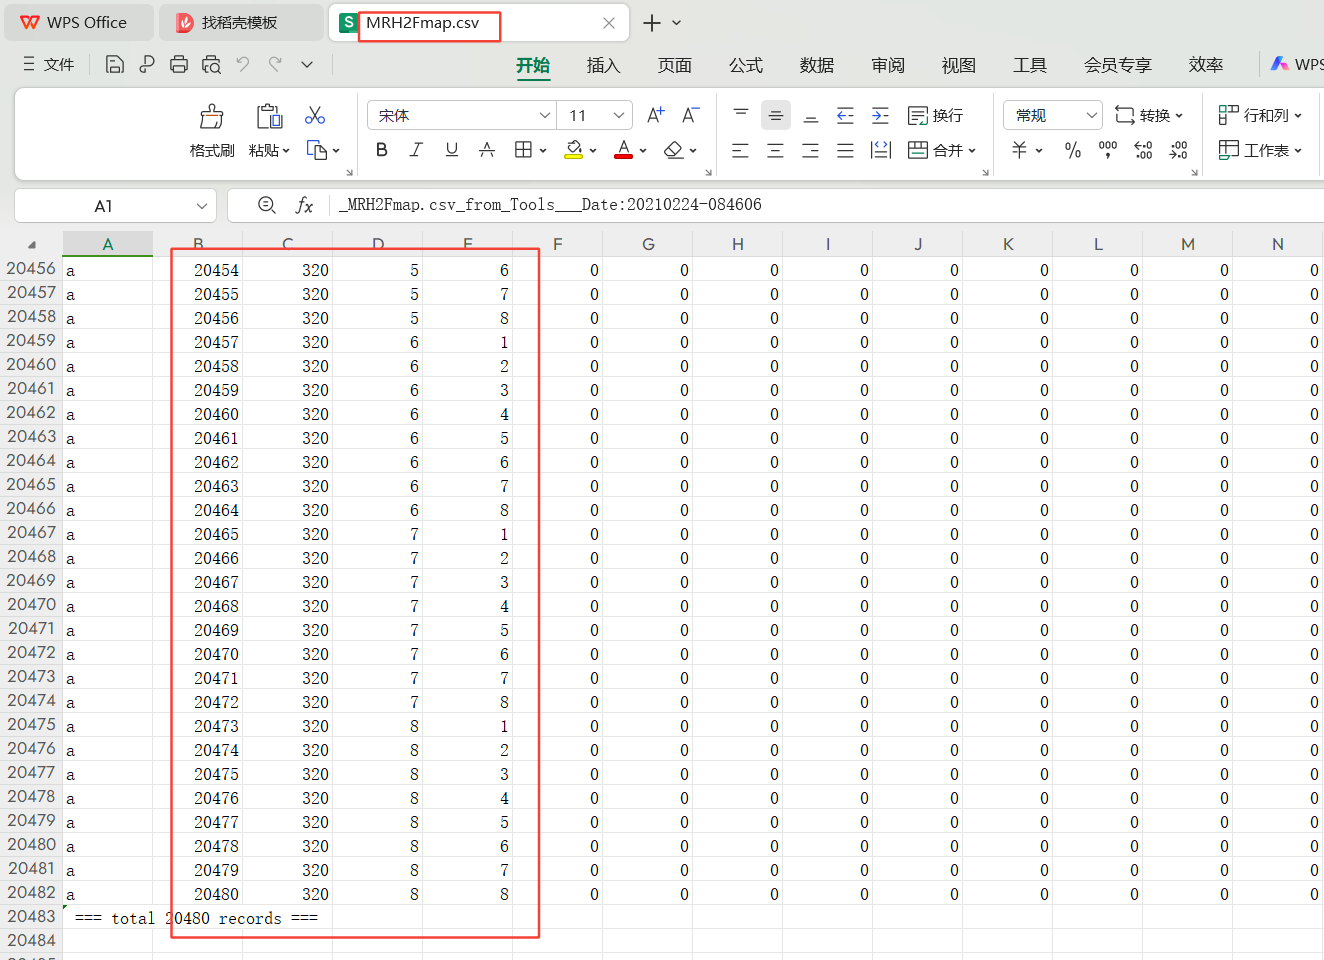 WPS Office 找稻壳模板 MRH2Fmap.csv
文件 开始 插入 页面 公式 数据 审阅 视图 工具 会员专享 效率 WPS
宋体 11 A+ A- 换行 常规 转换 行和列
格式刷 粘贴 B I U A A 合并 ￥ % 000 .00 .00 工作表
A1 fx _MRH2Fmap.csv_from_Tools___Date:20210224-084606
A B C D E F G H I J K L M N
20456 a 20454 320 5 6 0 0 0 0 0 0 0 0 0
20457 a 20455 320 5 7 0 0 0 0 0 0 0 0 0
20458 a 20456 320 5 8 0 0 0 0 0 0 0 0 0
20459 a 20457 320 6 1 0 0 0 0 0 0 0 0 0
20460 a 20458 320 6 2 0 0 0 0 0 0 0 0 0
20461 a 20459 320 6 3 0 0 0 0 0 0 0 0 0
20462 a 20460 320 6 4 0 0 0 0 0 0 0 0 0
20463 a 20461 320 6 5 0 0 0 0 0 0 0 0 0
20464 a 20462 320 6 6 0 0 0 0 0 0 0 0 0
20465 a 20463 320 6 7 0 0 0 0 0 0 0 0 0
20466 a 20464 320 6 8 0 0 0 0 0 0 0 0 0
20467 a 20465 320 7 1 0 0 0 0 0 0 0 0 0
20468 a 20466 320 7 2 0 0 0 0 0 0 0 0 0
20469 a 20467 320 7 3 0 0 0 0 0 0 0 0 0
20470 a 20468 320 7 4 0 0 0 0 0 0 0 0 0
20471 a 20469 320 7 5 0 0 0 0 0 0 0 0 0
20472 a 20470 320 7 6 0 0 0 0 0 0 0 0 0
20473 a 20471 320 7 7 0 0 0 0 0 0 0 0 0
20474 a 20472 320 7 8 0 0 0 0 0 0 0 0 0
20475 a 20473 320 8 1 0 0 0 0 0 0 0 0 0
20476 a 20474 320 8 2 0 0 0 0 0 0 0 0 0
20477 a 20475 320 8 3 0 0 0 0 0 0 0 0 0
20478 a 20476 320 8 4 0 0 0 0 0 0 0 0 0
20479 a 20477 320 8 5 0 0 0 0 0 0 0 0 0
20480 a 20478 320 8 6 0 0 0 0 0 0 0 0 0
20481 a 20479 320 8 7 0 0 0 0 0 0 0 0 0
20482 a 20480 320 8 8 0 0 0 0 0 0 0 0 0
20483 === total 20480 records ===
20484